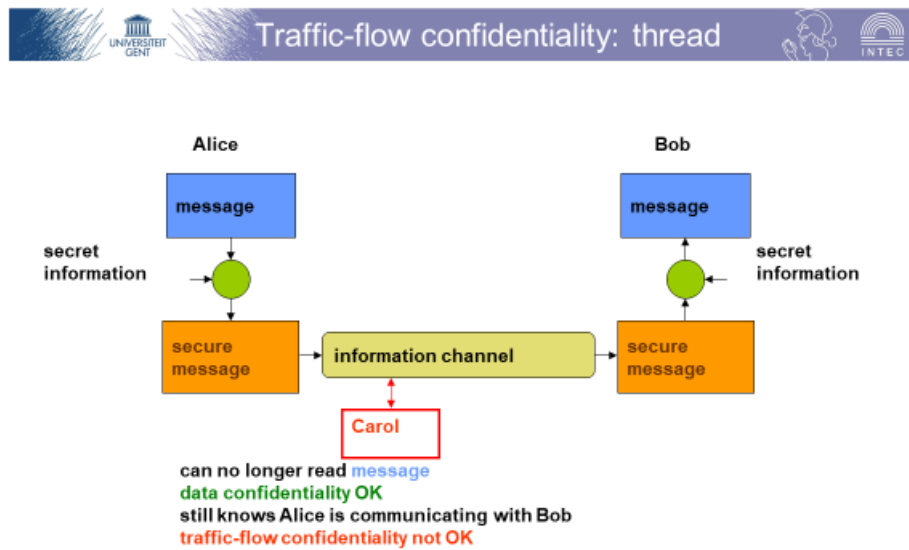 UNIVERSITEIT
GENT
Traffic-flow confidentiality: thread
INTEC
Alice
Bob
message
message
secret
information
secret
information
secure
message
information channel
secure
message
Carol
can no longer read message
data confidentiality OK
still knows Alice is communicating with Bob
traffic-flow confidentiality not OK